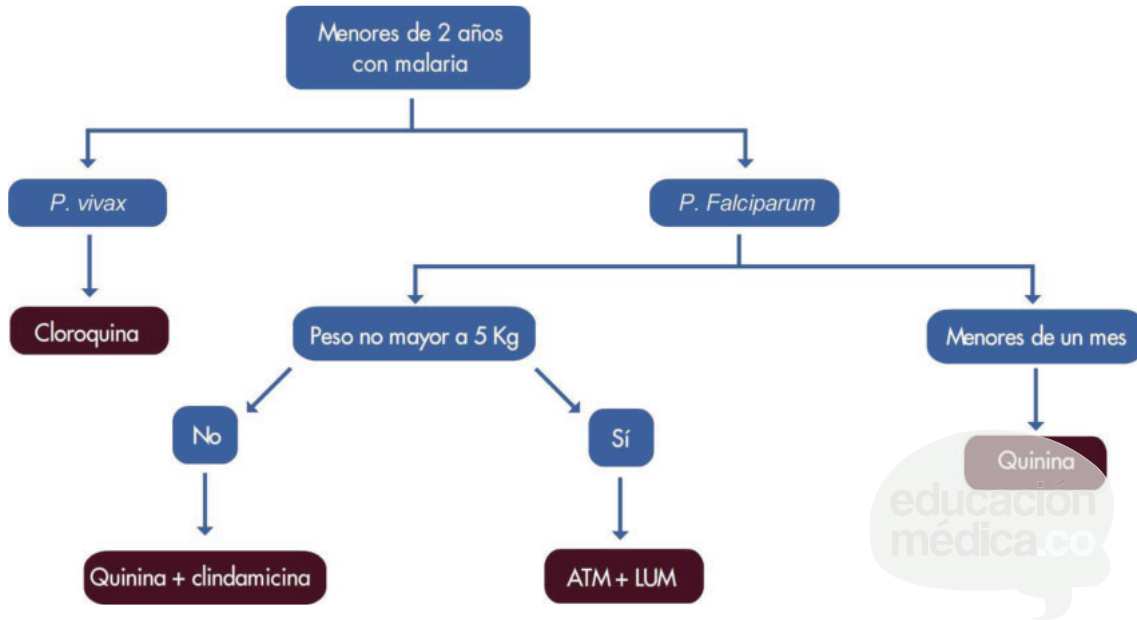 Menores de 2 años
con malaria
P. vivax
P. Falciparum
Cloroquina
Peso no mayor a 5 Kg
Menores de un mes
No
Sí
Quinina
Quinina + clindamicina
ATM + LUM
educación
médica.co